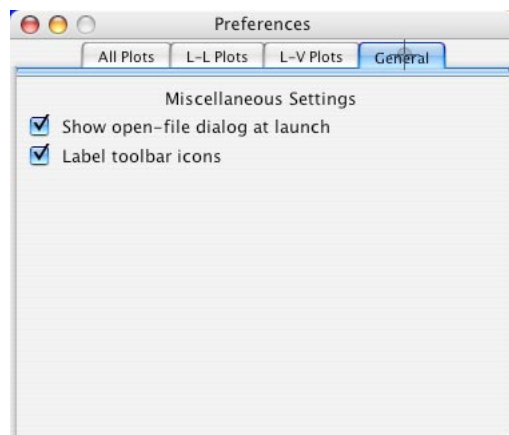 Preferences
All Plots L-L Plots L-V Plots General
Miscellaneous Settings
Show open-file dialog at launch
Label toolbar icons